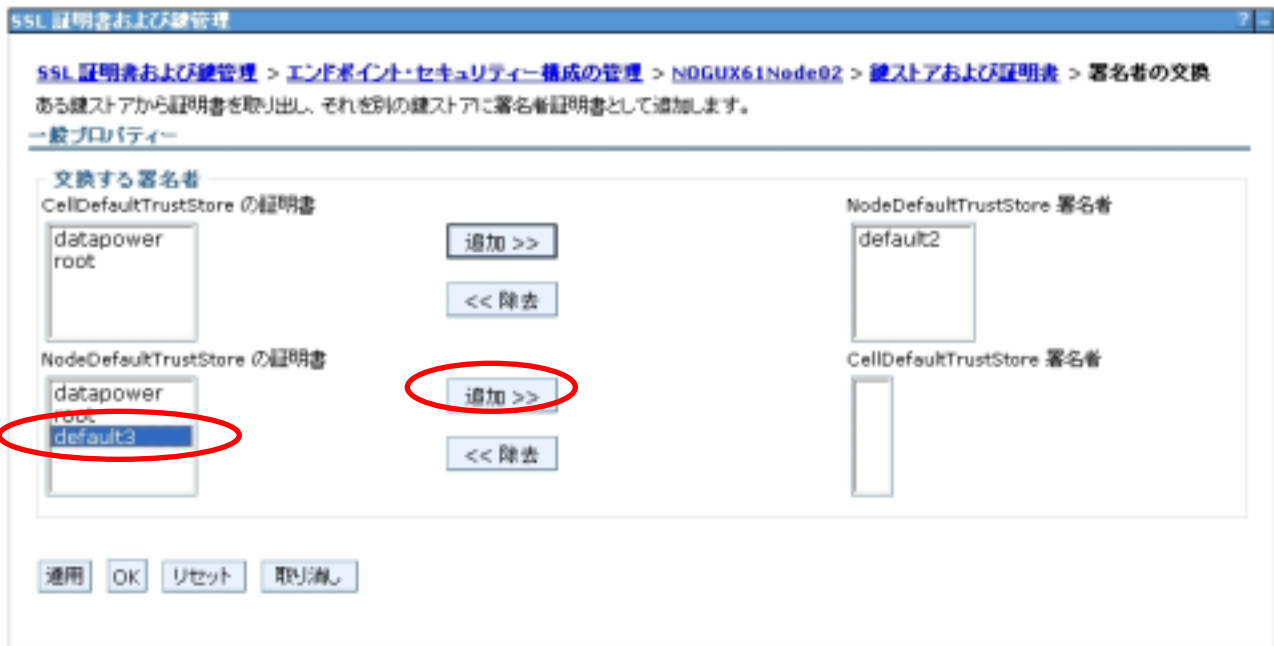 SSL 証明書および鍵管理
? -
SSL 証明書および鍵管理 > エンドポイント・セキュリティー構成の管理 > NOGUX61Node02 > 鍵ストアおよび証明書 > 署名者の交換
ある鍵ストアから証明書を取り出し、それを別の鍵ストアに署名者証明書として追加します。
一般プロパティー
交換する署名者
CellDefaultTrustStore の証明書
NodeDefaultTrustStore 署名者
datapower
root
追加 >>
<< 除去
default2
NodeDefaultTrustStore の証明書
CellDefaultTrustStore 署名者
datapower
root
default3
追加 >>
<< 除去
適用 OK リセット 取り消し